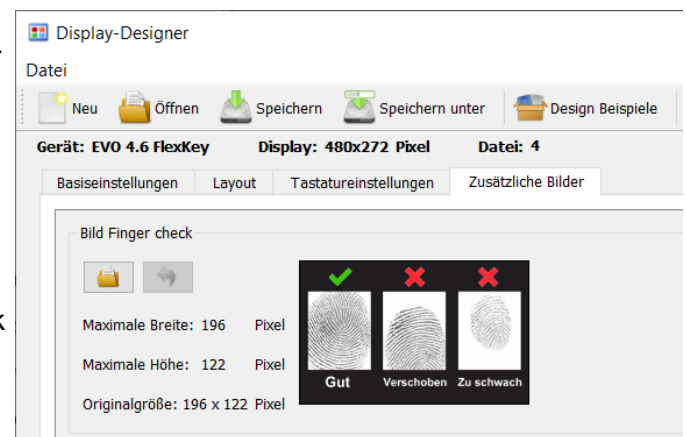 Display-Designer
Datei
Neu Öffnen Speichern Speichern unter Design Beispiele
Gerät: EVO 4.6 FlexKey Display: 480x272 Pixel Datei: 4
Basiseinstellungen Layout Tastatureinstellungen Zusätzliche Bilder
Bild Finger check
Maximale Breite: 196 Pixel
Maximale Höhe: 122 Pixel
Originalgröße: 196 x 122 Pixel
Gut Verschoben Zu schwach
k